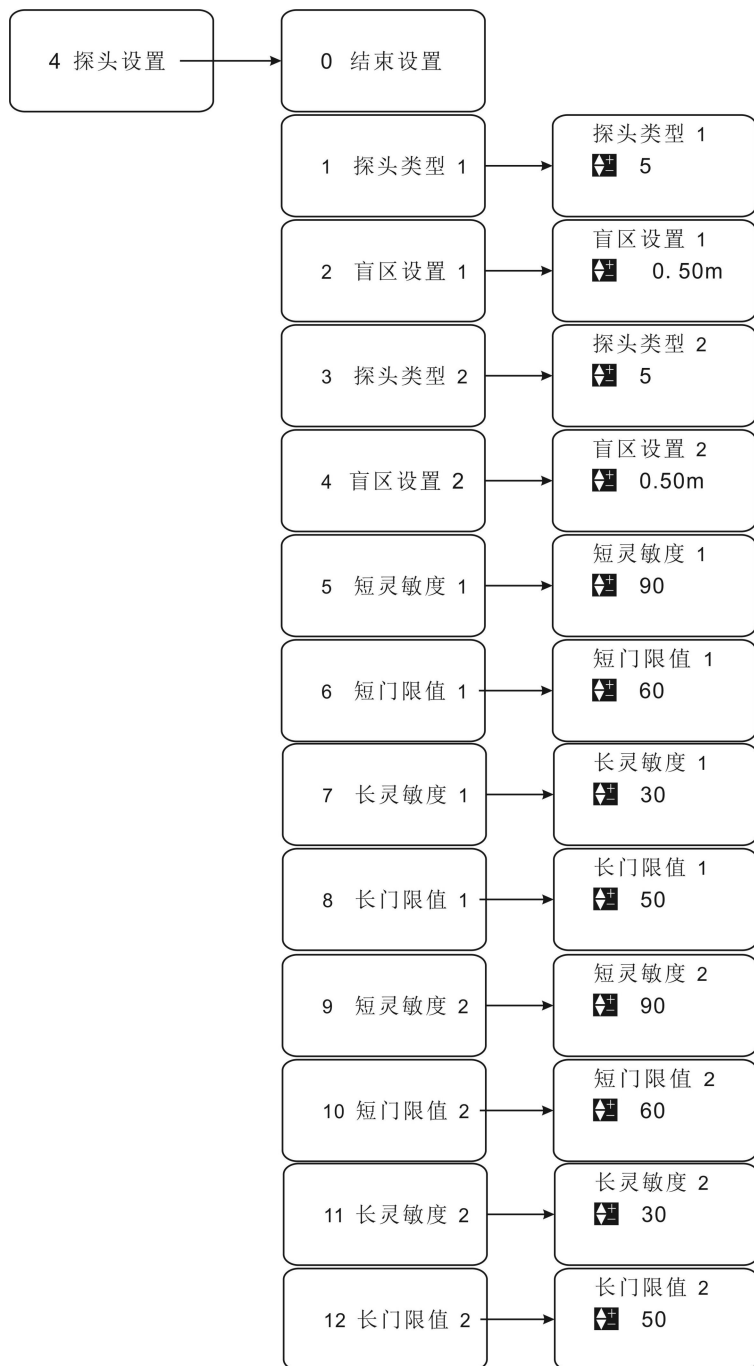 4 探头设置
0 结束设置
1 探头类型 1
探头类型 1
5
2 盲区设置 1
盲区设置 1
0. 50m
3 探头类型 2
探头类型 2
5
4 盲区设置 2
盲区设置 2
0.50m
5 短灵敏度 1
短灵敏度 1
90
6 短门限值 1
短门限值 1
60
7 长灵敏度 1
长灵敏度 1
30
8 长门限值 1
长门限值 1
50
9 短灵敏度 2
短灵敏度 2
90
10 短门限值 2
短门限值 2
60
11 长灵敏度 2
长灵敏度 2
30
12 长门限值 2
长门限值 2
50